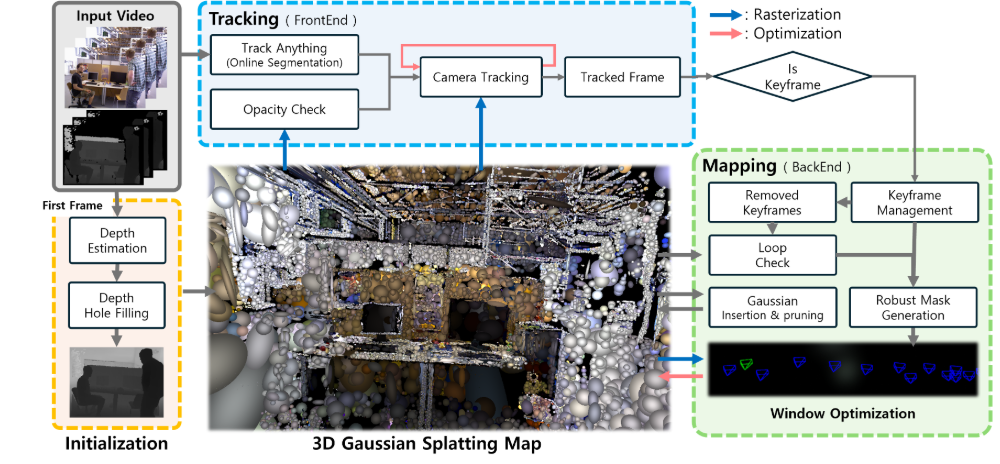 Input Video
Tracking ( FrontEnd )
Track Anything
(Online Segmentation)
Opacity Check
Camera Tracking
Tracked Frame
: Rasterization
: Optimization
Is
Keyframe
First Frame
Depth
Estimation
Depth
Hole Filling
Initialization
3D Gaussian Splatting Map
Mapping ( BackEnd )
Removed
Keyframes
Keyframe
Management
Loop
Check
Gaussian
Insertion & pruning
Robust Mask
Generation
Window Optimization